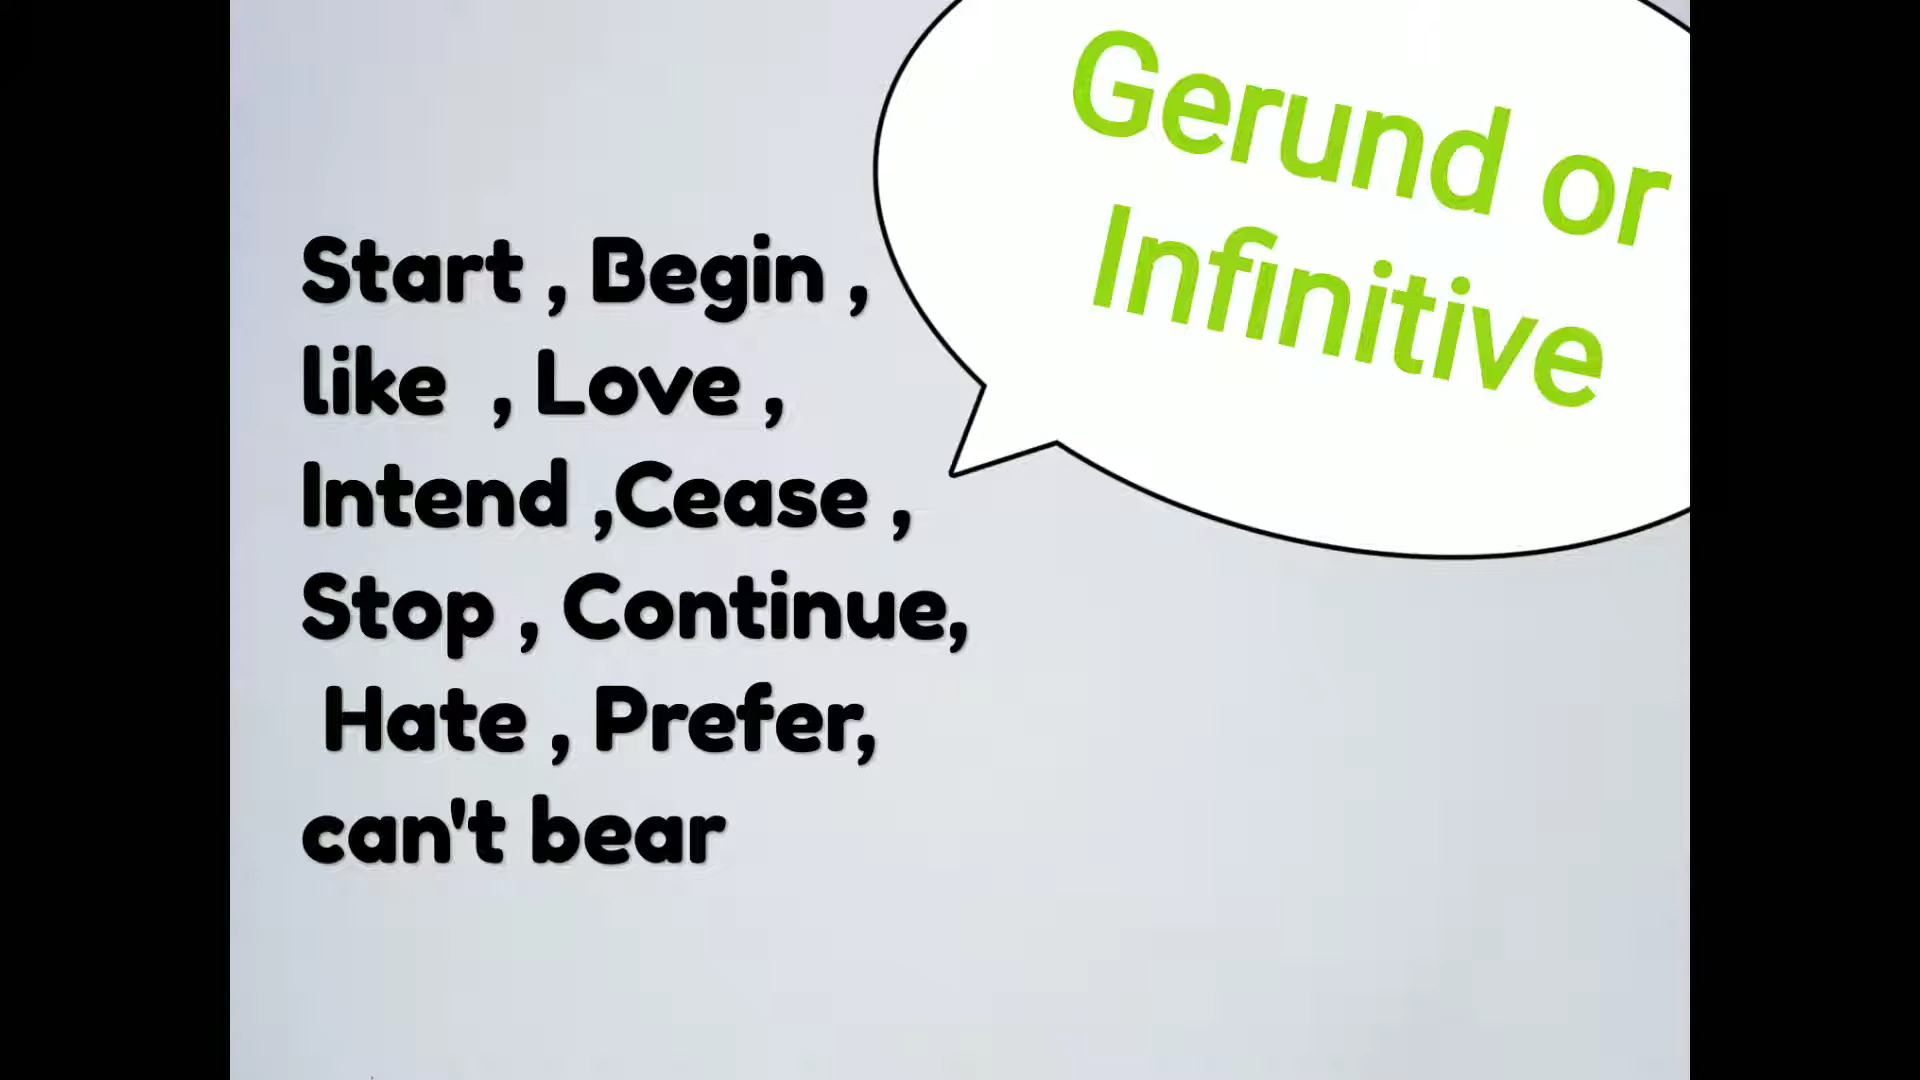 Gerund or
Infinitive
Start , Begin ,
like , Love ,
Intend ,Cease ,
Stop , Continue,
Hate , Prefer,
can't bear